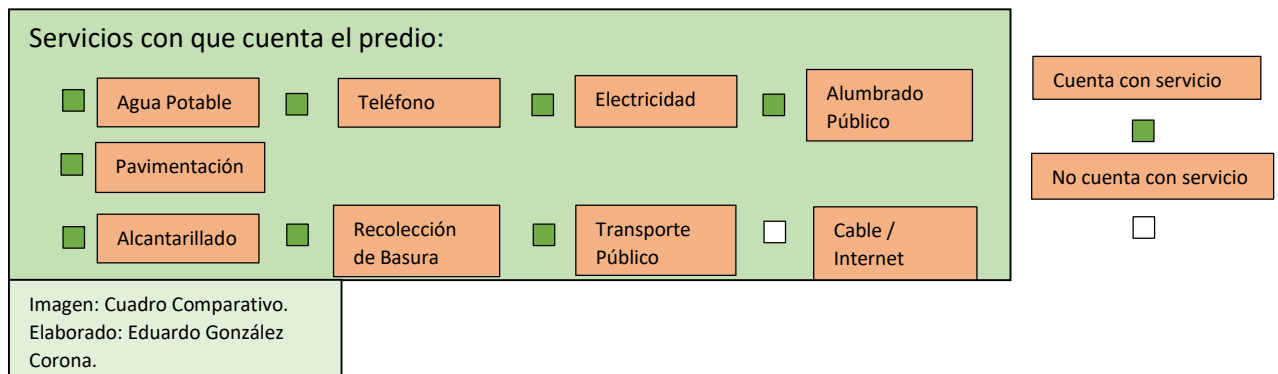 Servicios con que cuenta el predio:
Agua Potable
Teléfono
Electricidad
Alumbrado
Público
Pavimentación
Alcantarillado
Recolección
de Basura
Transporte
Público
Cable /
Internet
Cuenta con servicio
No cuenta con servicio
Imagen: Cuadro Comparativo.
Elaborado: Eduardo González
Corona.